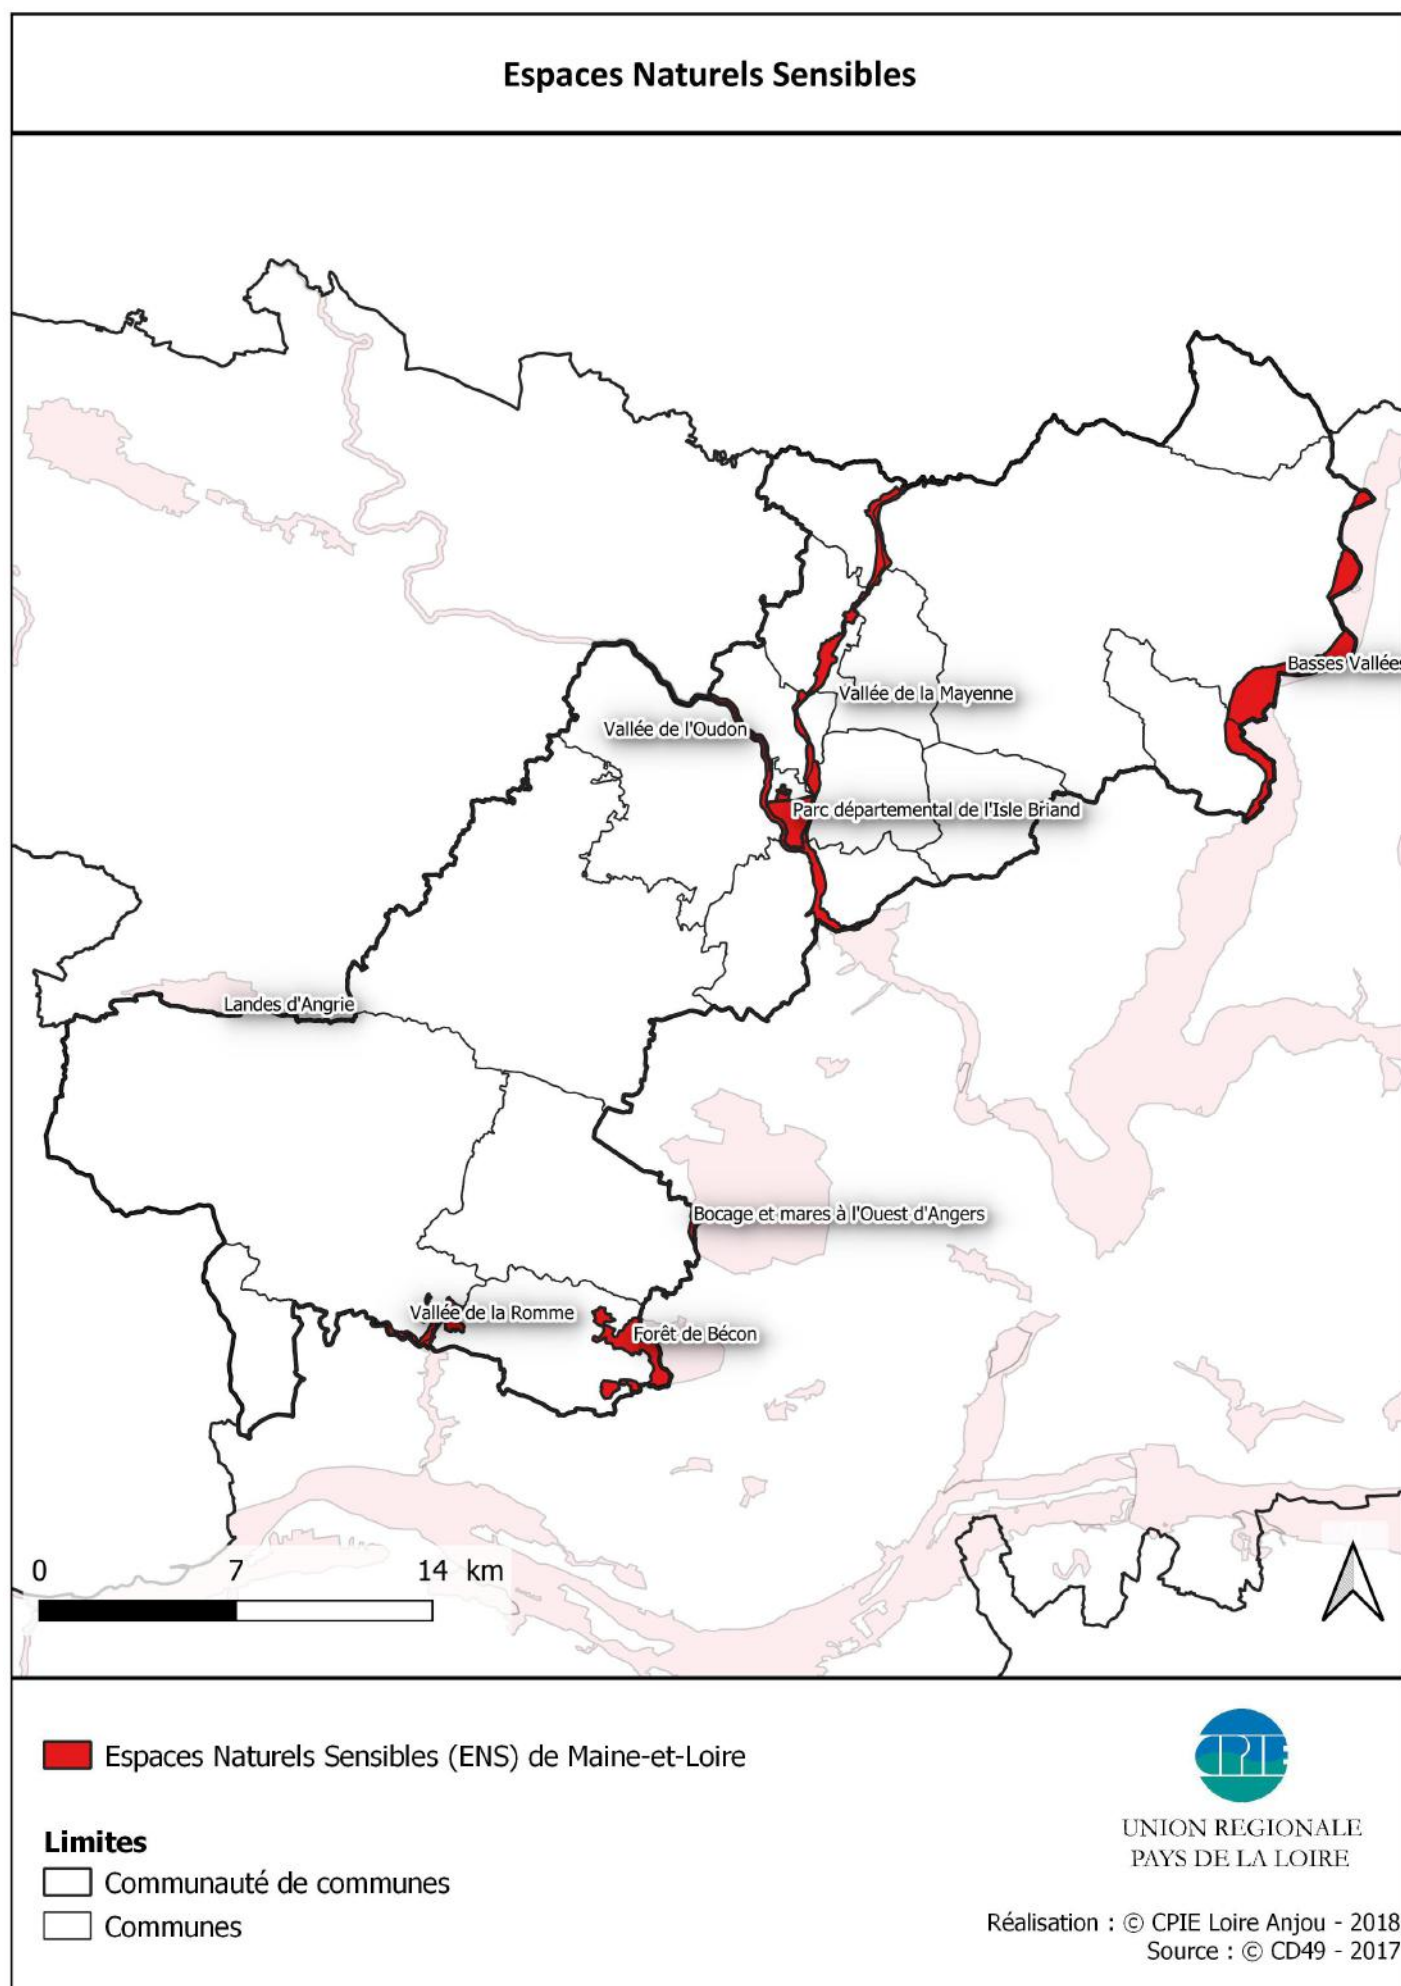 Espaces Naturels Sensibles
Basses Vallées
Vallée de la Mayenne
Vallée de l'Oudon
Parc départemental de l'Isle Briand
Landes d'Angrie
Bocage et mares à l'Ouest d'Angers
Vallée de la Romme
Forêt de Bécon
0 7 14 km
Espaces Naturels Sensibles (ENS) de Maine-et-Loire
Limites
Communauté de communes
Communes
CPIE
UNION REGIONALE
PAYS DE LA LOIRE
Réalisation : © CPIE Loire Anjou - 2018
Source : © CD49 - 2017